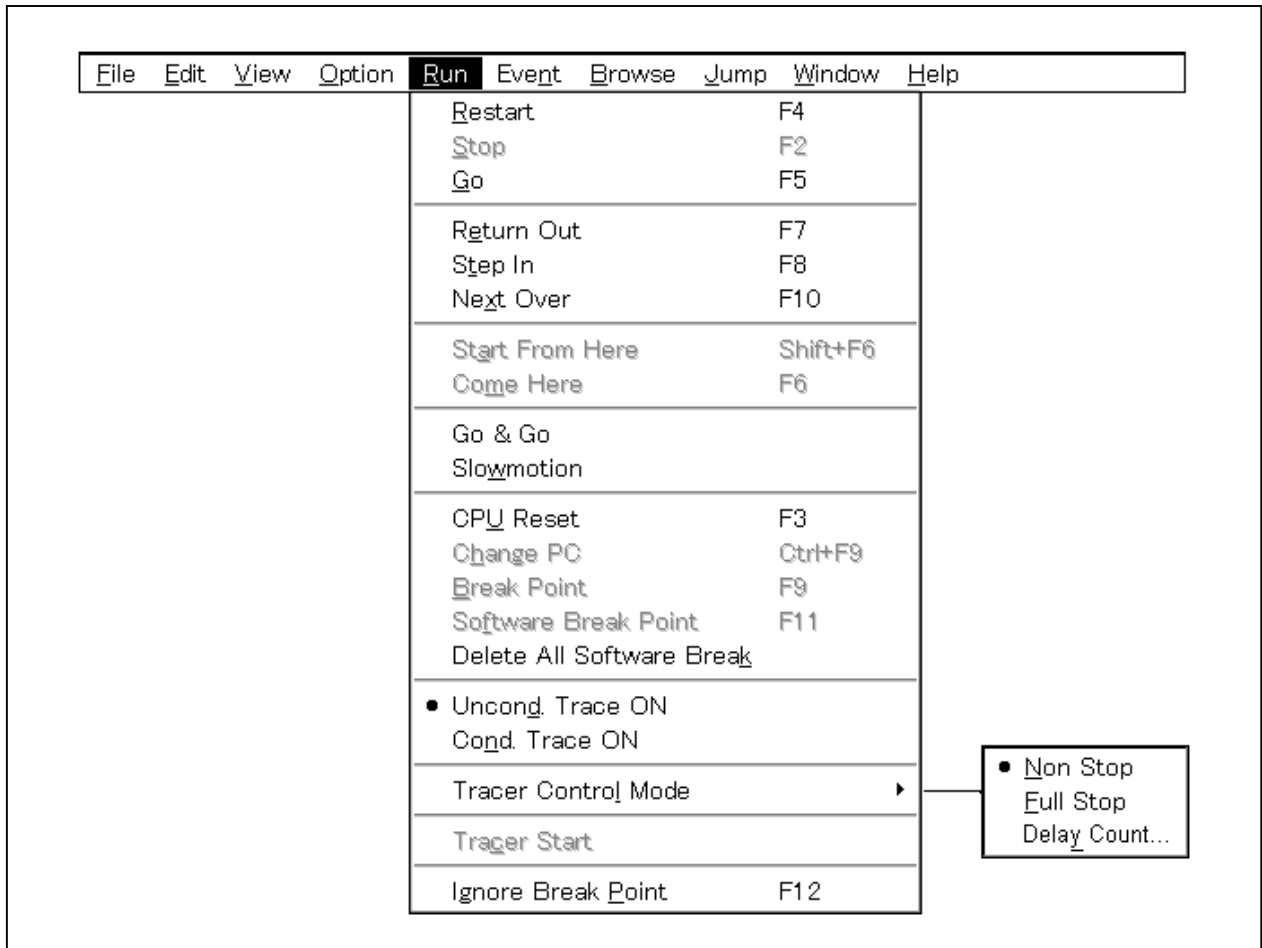 File Edit View Option Run Event Browse Jump Window Help
Restart F4
Stop F2
Go F5
Return Out F7
Step In F8
Next Over F10
Start From Here Shift+F6
Come Here F6
Go & Go
Slowmotion
CPU Reset F3
Change PC Ctrl+F9
Break Point F9
Software Break Point F11
Delete All Software Break
● Uncond. Trace ON
Cond. Trace ON
Tracer Control Mode
● Non Stop
Full Stop
Delay Count...
Tracer Start
Ignore Break Point F12